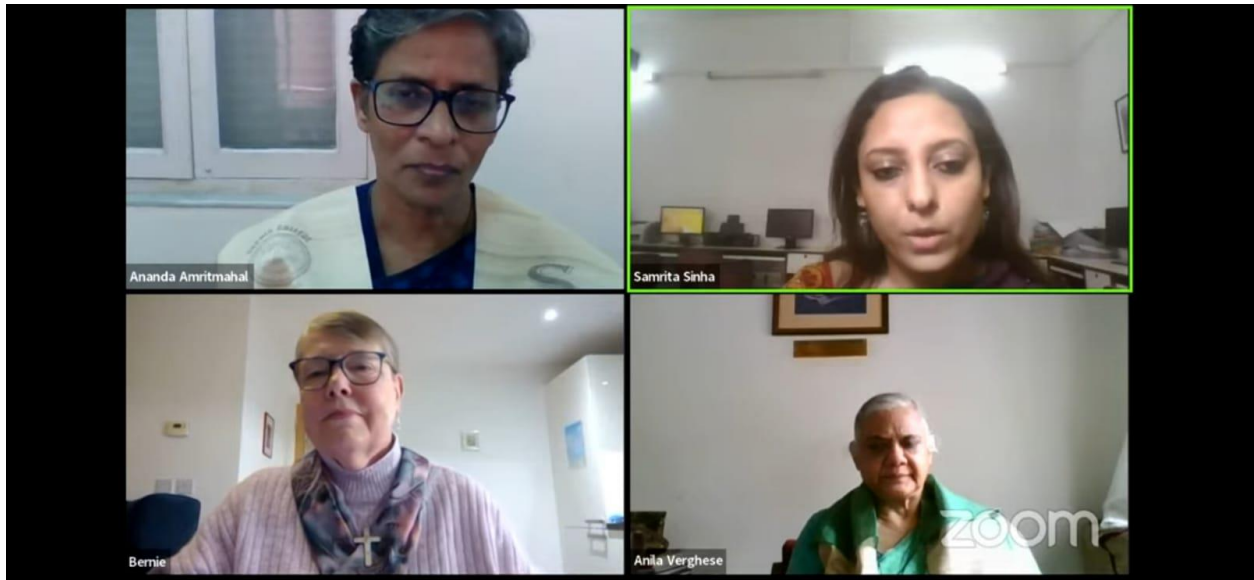 Ananda Amritmahal
Samrita Sinha
Bernie
Anila Verghese
zoom